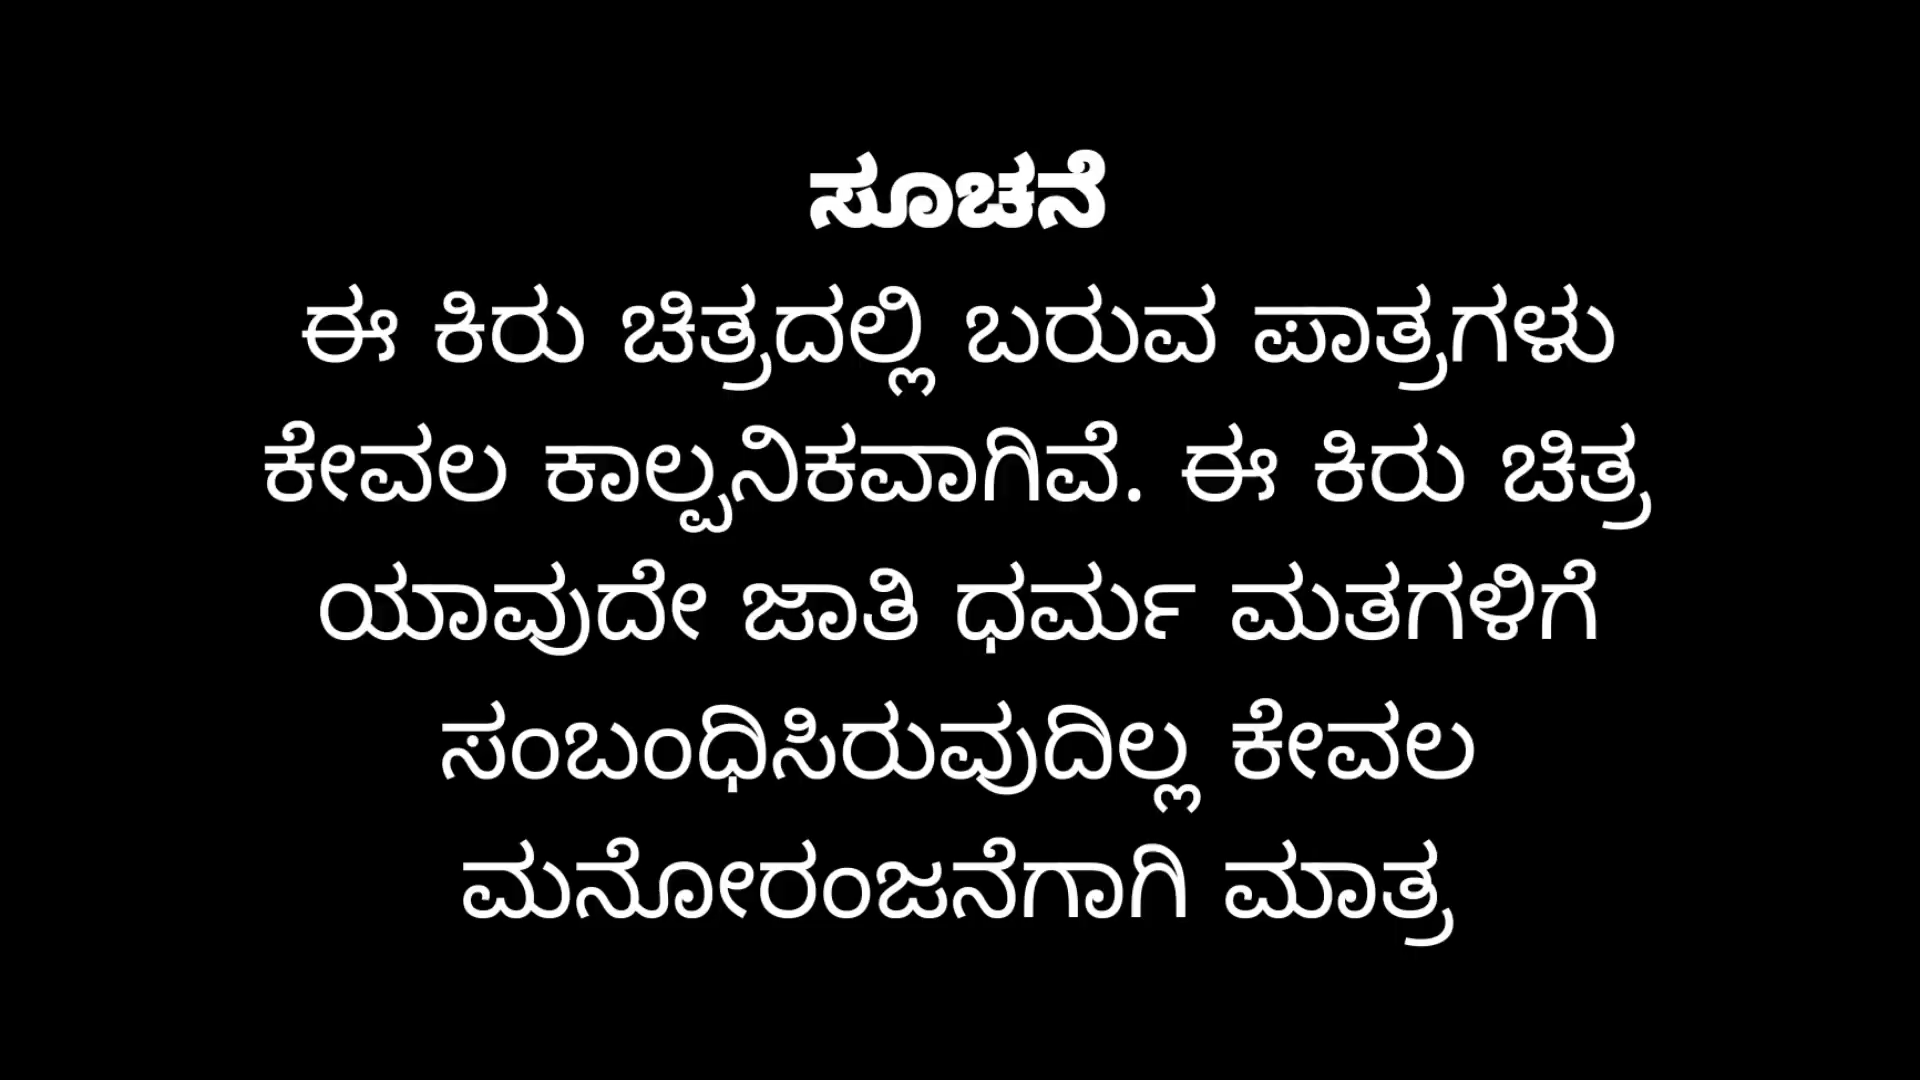 ಸೂಚನೆ
ಈ ಕಿರು ಚಿತ್ರದಲ್ಲಿ ಬರುವ ಪಾತ್ರಗಳು
ಕೇವಲ ಕಾಲ್ಪನಿಕವಾಗಿವೆ. ಈ ಕಿರು ಚಿತ್ರ
ಯಾವುದೇ ಜಾತಿ ಧರ್ಮ ಮತಗಳಿಗೆ
ಸಂಬಂಧಿಸಿರುವುದಿಲ್ಲ ಕೇವಲ
ಮನೋರಂಜನೆಗಾಗಿ ಮಾತ್ರ